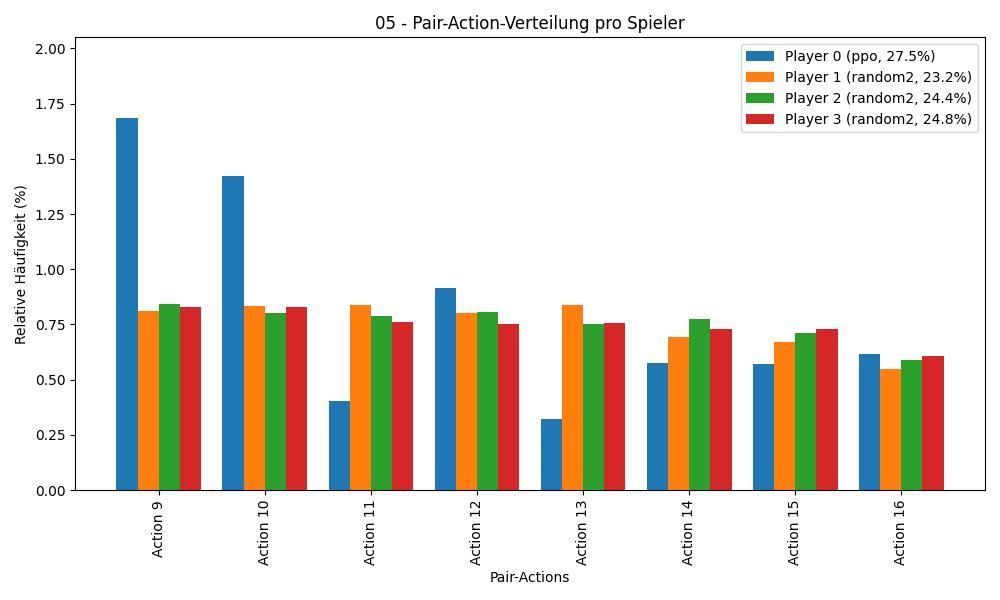 05 - Pair-Action-Verteilung pro Spieler
Player 0 (ppo, 27.5%)
Player 1 (random2, 23.2%)
Player 2 (random2, 24.4%)
Player 3 (random2, 24.8%)
Relative Häufigkeit (%)
2.00
1.75
1.50
1.25
1.00
0.75
0.50
0.25
0.00
Action 9
Action 10
Action 11
Action 12
Action 13
Action 14
Action 15
Action 16
Pair-Actions